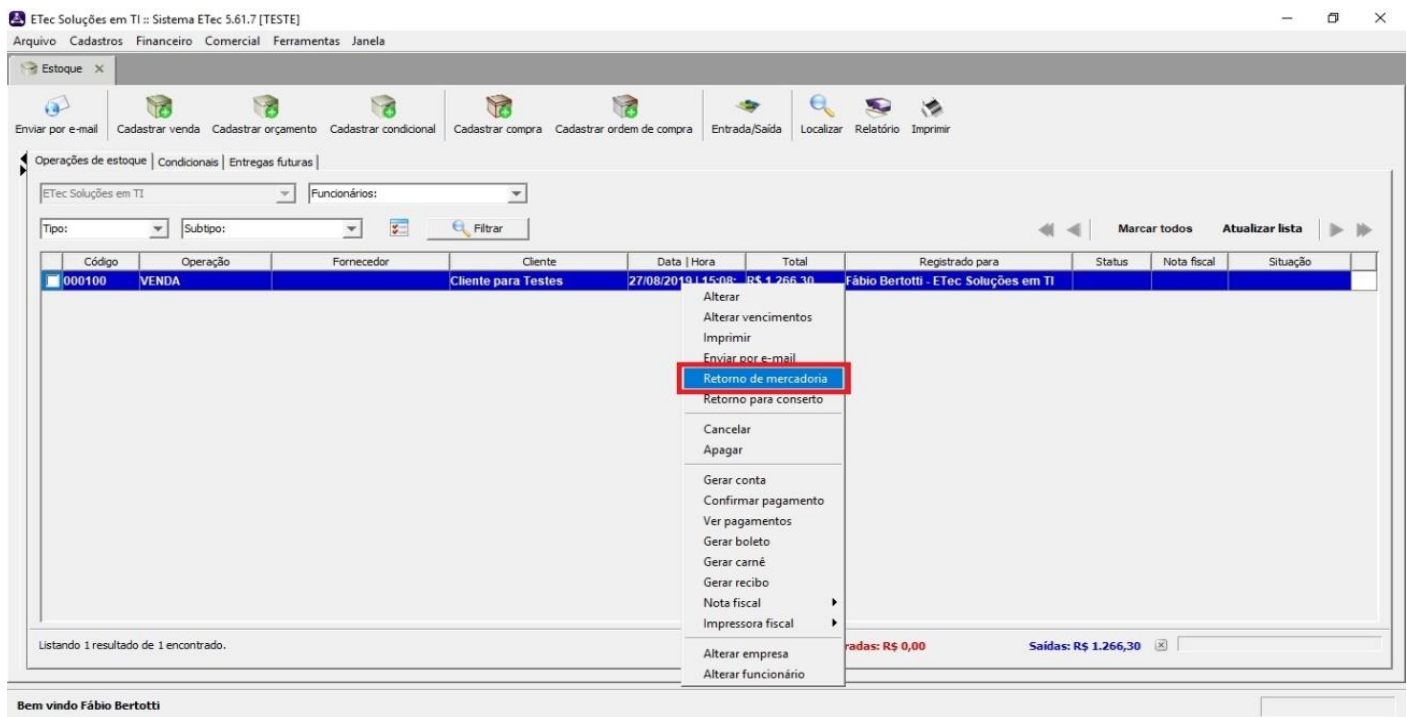 ETec Soluções em TI :: Sistema ETec 5.61.7 [TESTE]
Arquivo Cadastros Financeiro Comercial Ferramentas Janela
Estoque
Enviar por e-mail Cadastrar venda Cadastrar orçamento Cadastrar condicional Cadastrar compra Cadastrar ordem de compra Entrada/Saída Localizar Relatório Imprimir
Operações de estoque Condicionais Entregas futuras
ETec Soluções em TI Funcionários:
Tipo: Subtipo: Filtrar Marcar todos Atualizar lista
Código Operação Fornecedor Cliente Data | Hora Total Registrado para Status Nota fiscal Situação
000100 VENDA Cliente para Testes 27/08/2019 | 15:08: R$ 1.266,30 Fábio Bertotti - ETec Soluções em TI
Alterar
Alterar vencimentos
Imprimir
Enviar por e-mail
Retorno de mercadoria
Retorno para conserto
Cancelar
Apagar
Gerar conta
Confirmar pagamento
Ver pagamentos
Gerar boleto
Gerar carnê
Gerar recibo
Nota fiscal
Impressora fiscal
Alterar empresa
Alterar funcionário
Listando 1 resultado de 1 encontrado. radas: R$ 0,00 Saídas: R$ 1.266,30
Bem vindo Fábio Bertotti